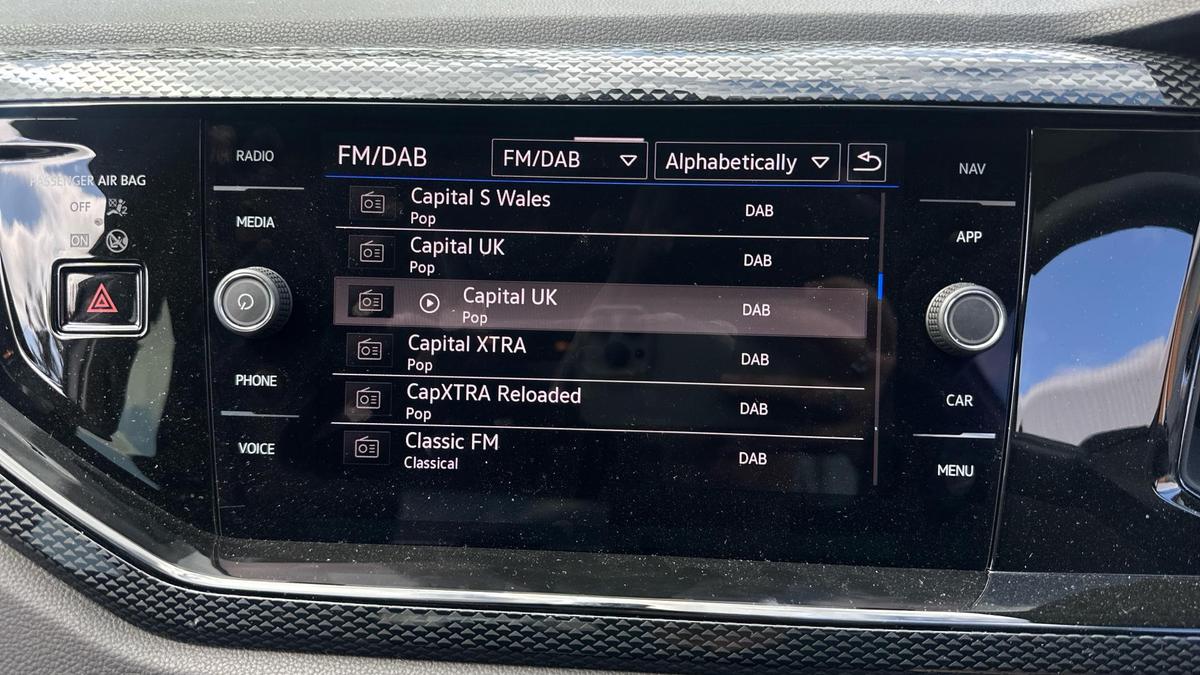 PASSENGER AIR BAG
OFF
ON
RADIO
MEDIA
PHONE
VOICE
FM/DAB
FM/DAB
Alphabetically
Capital S Wales
Pop
DAB
Capital UK
Pop
DAB
Capital UK
Pop
DAB
Capital XTRA
Pop
DAB
CapXTRA Reloaded
Pop
DAB
Classic FM
Classical
DAB
NAV
APP
CAR
MENU